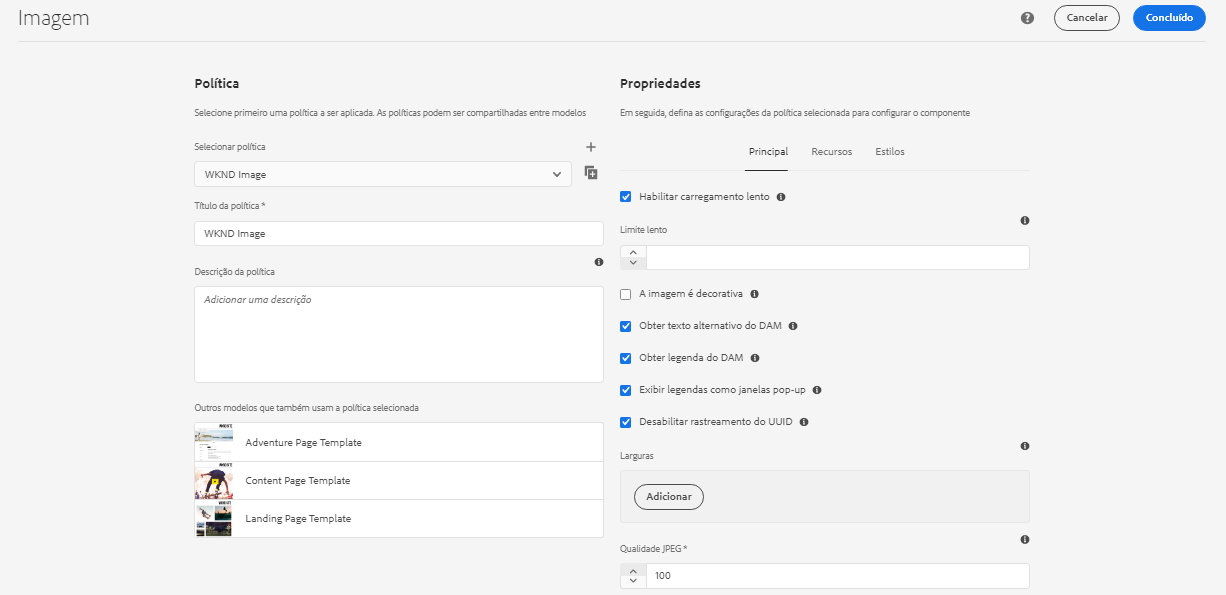 Imagem
Cancelar
Concluído
Política
Selecione primeiro uma política a ser aplicada. As políticas podem ser compartilhadas entre modelos
Selecionar política
WKND Image
Título da política *
WKND Image
Descrição da política
Adicionar uma descrição
Outros modelos que também usam a política selecionada
Adventure Page Template
Content Page Template
Landing Page Template
Propriedades
Em seguida, defina as configurações da política selecionada para configurar o componente
Principal Recursos Estilos
Habilitar carregamento lento
Limite lento
A imagem é decorativa
Obter texto alternativo do DAM
Obter legenda do DAM
Exibir legendas como janelas pop-up
Desabilitar rastreamento do UUID
Larguras
Adicionar
Qualidade JPEG *
100